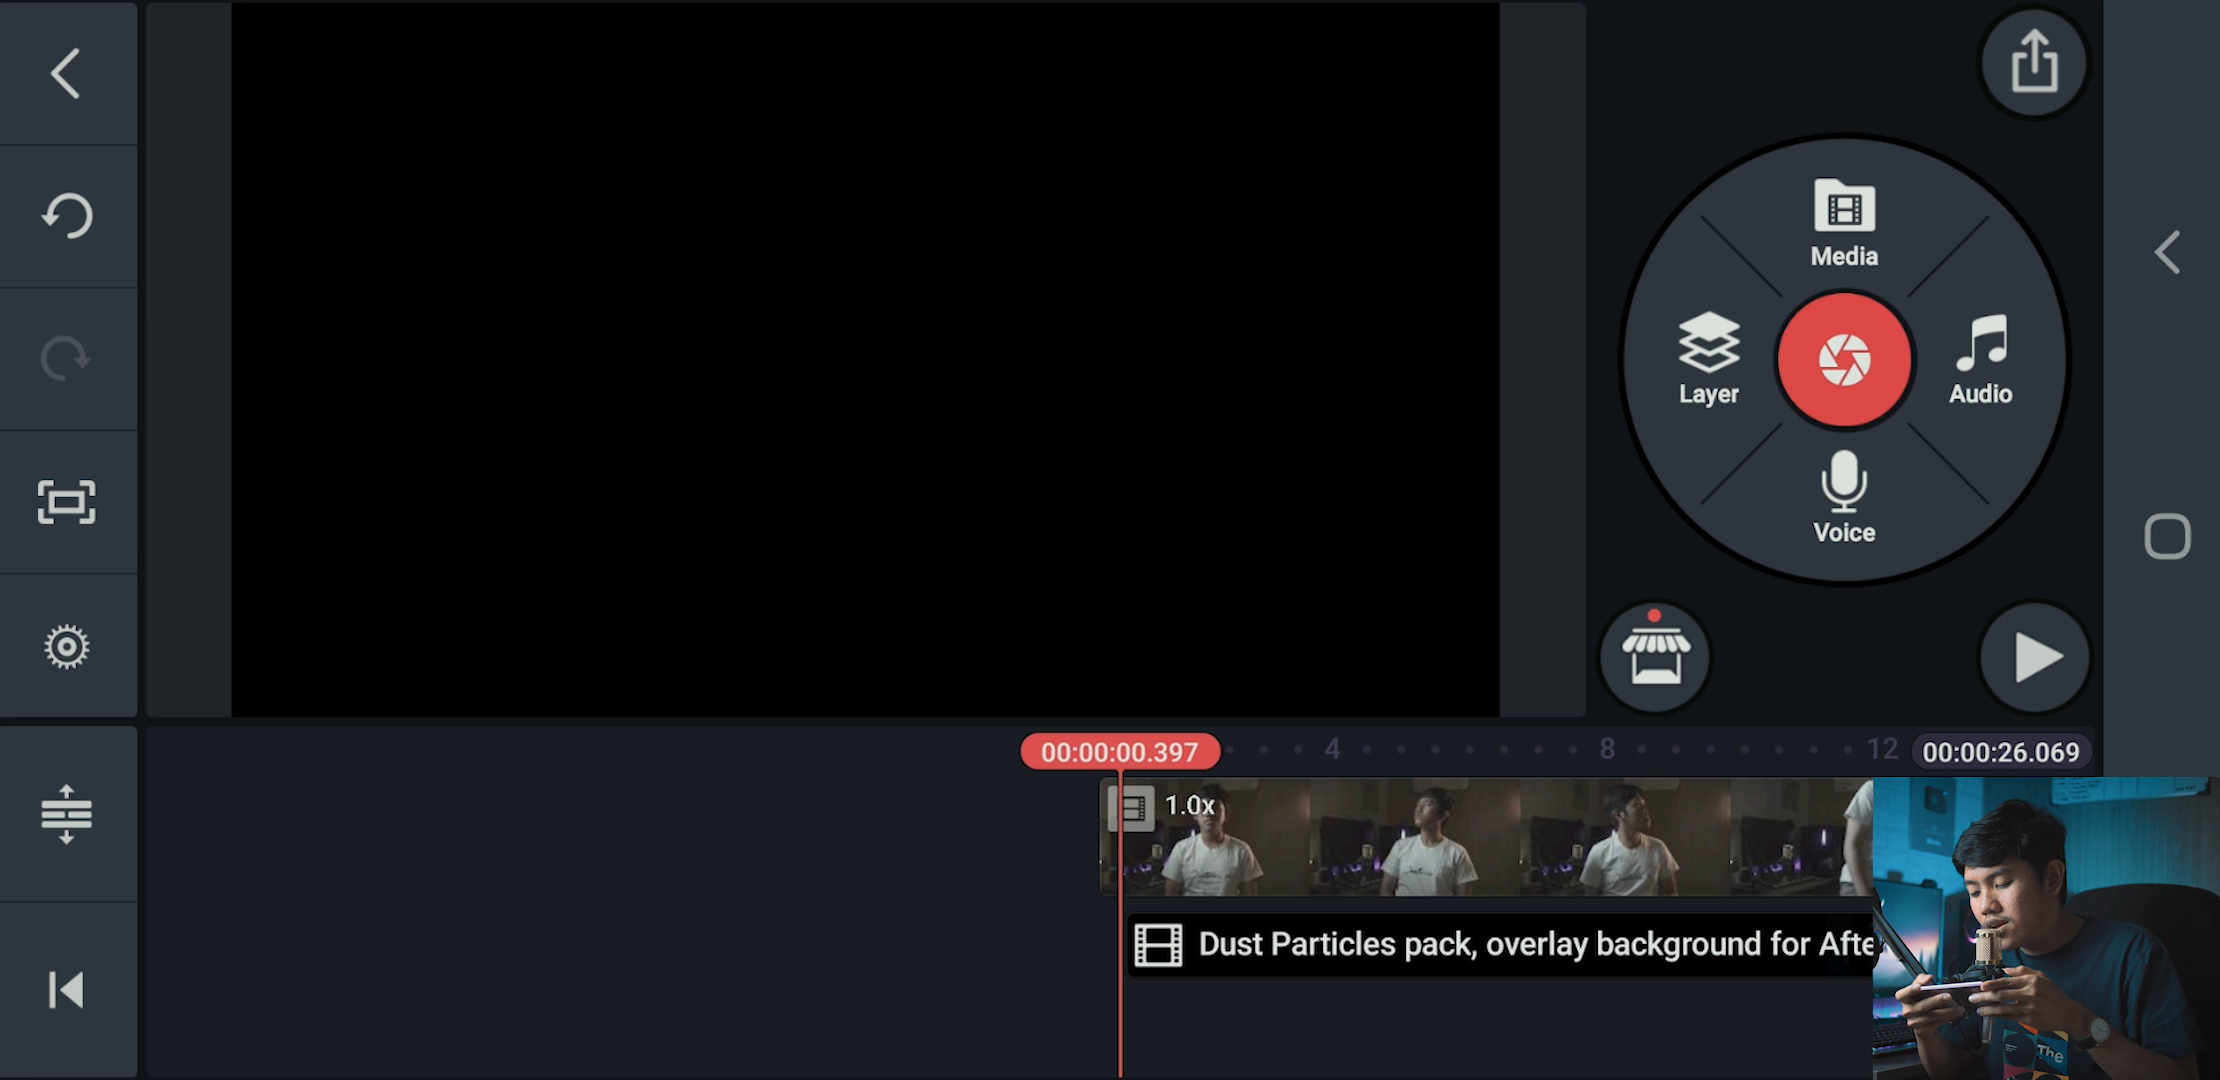 Media
Layer
Audio
Voice
00:00:00.397
4
8
12
00:00:26.069
1.0x
Dust Particles pack, overlay background for Afte
The